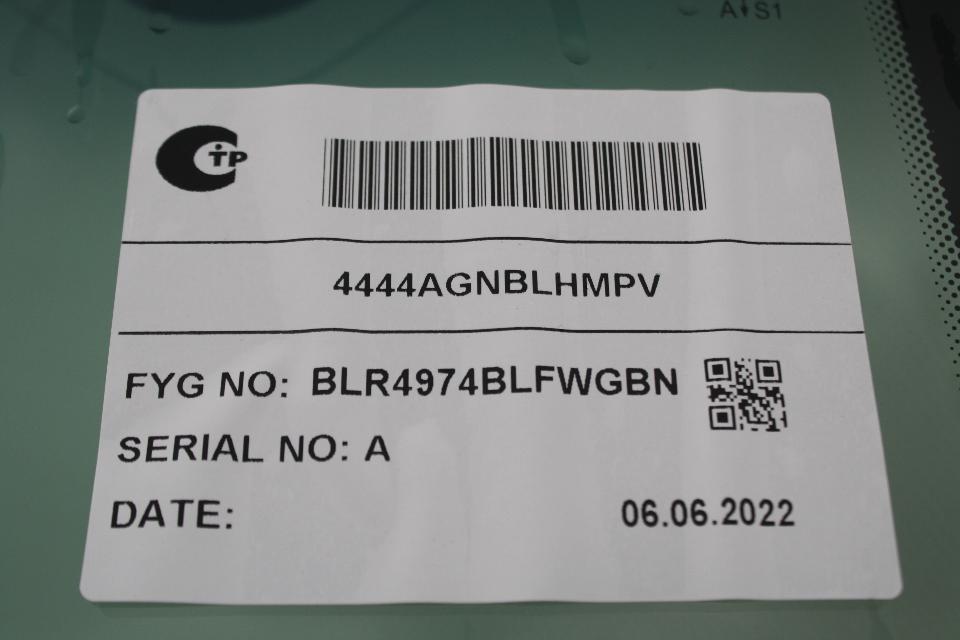 A S1
TP
4444AGNBLHMPV
FYG NO: BLR4974BLFWGBN
SERIAL NO: A
DATE: 06.06.2022